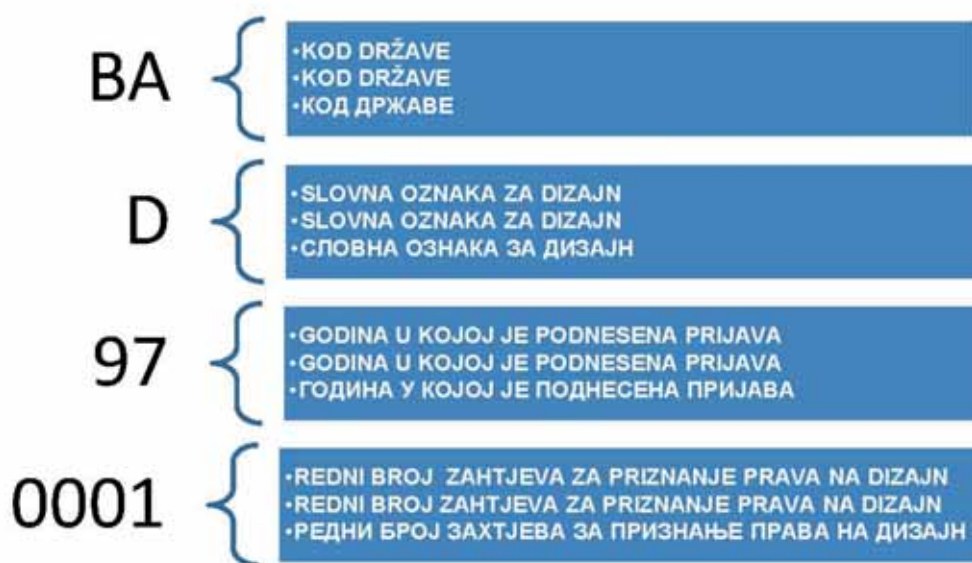 BA
•KOD DRŽAVE
•KOD DRŽAVE
•КОД ДРЖАВЕ
D
•SLOVNA OZNAKA ZA DIZAJN
•SLOVNA OZNAKA ZA DIZAJN
•СЛОВНА ОЗНАКА ЗА ДИЗАЈН
97
•GODINA U KOJOJ JE PODNESENA PRIJAVA
•GODINA U KOJOJ JE PODNESENA PRIJAVA
•ГОДИНА У КОЈОЈ ЈЕ ПОДНЕСЕНА ПРИЈАВА
0001
•REDNI BROJ ZAHTJEVA ZA PRIZNANJE PRAVA NA DIZAJN
•REDNI BROJ ZAHTJEVA ZA PRIZNANJE PRAVA NA DIZAJN
•РЕДНИ БРОЈ ЗАХТЈЕВА ЗА ПРИЗНАЊЕ ПРАВА НА ДИЗАЈН